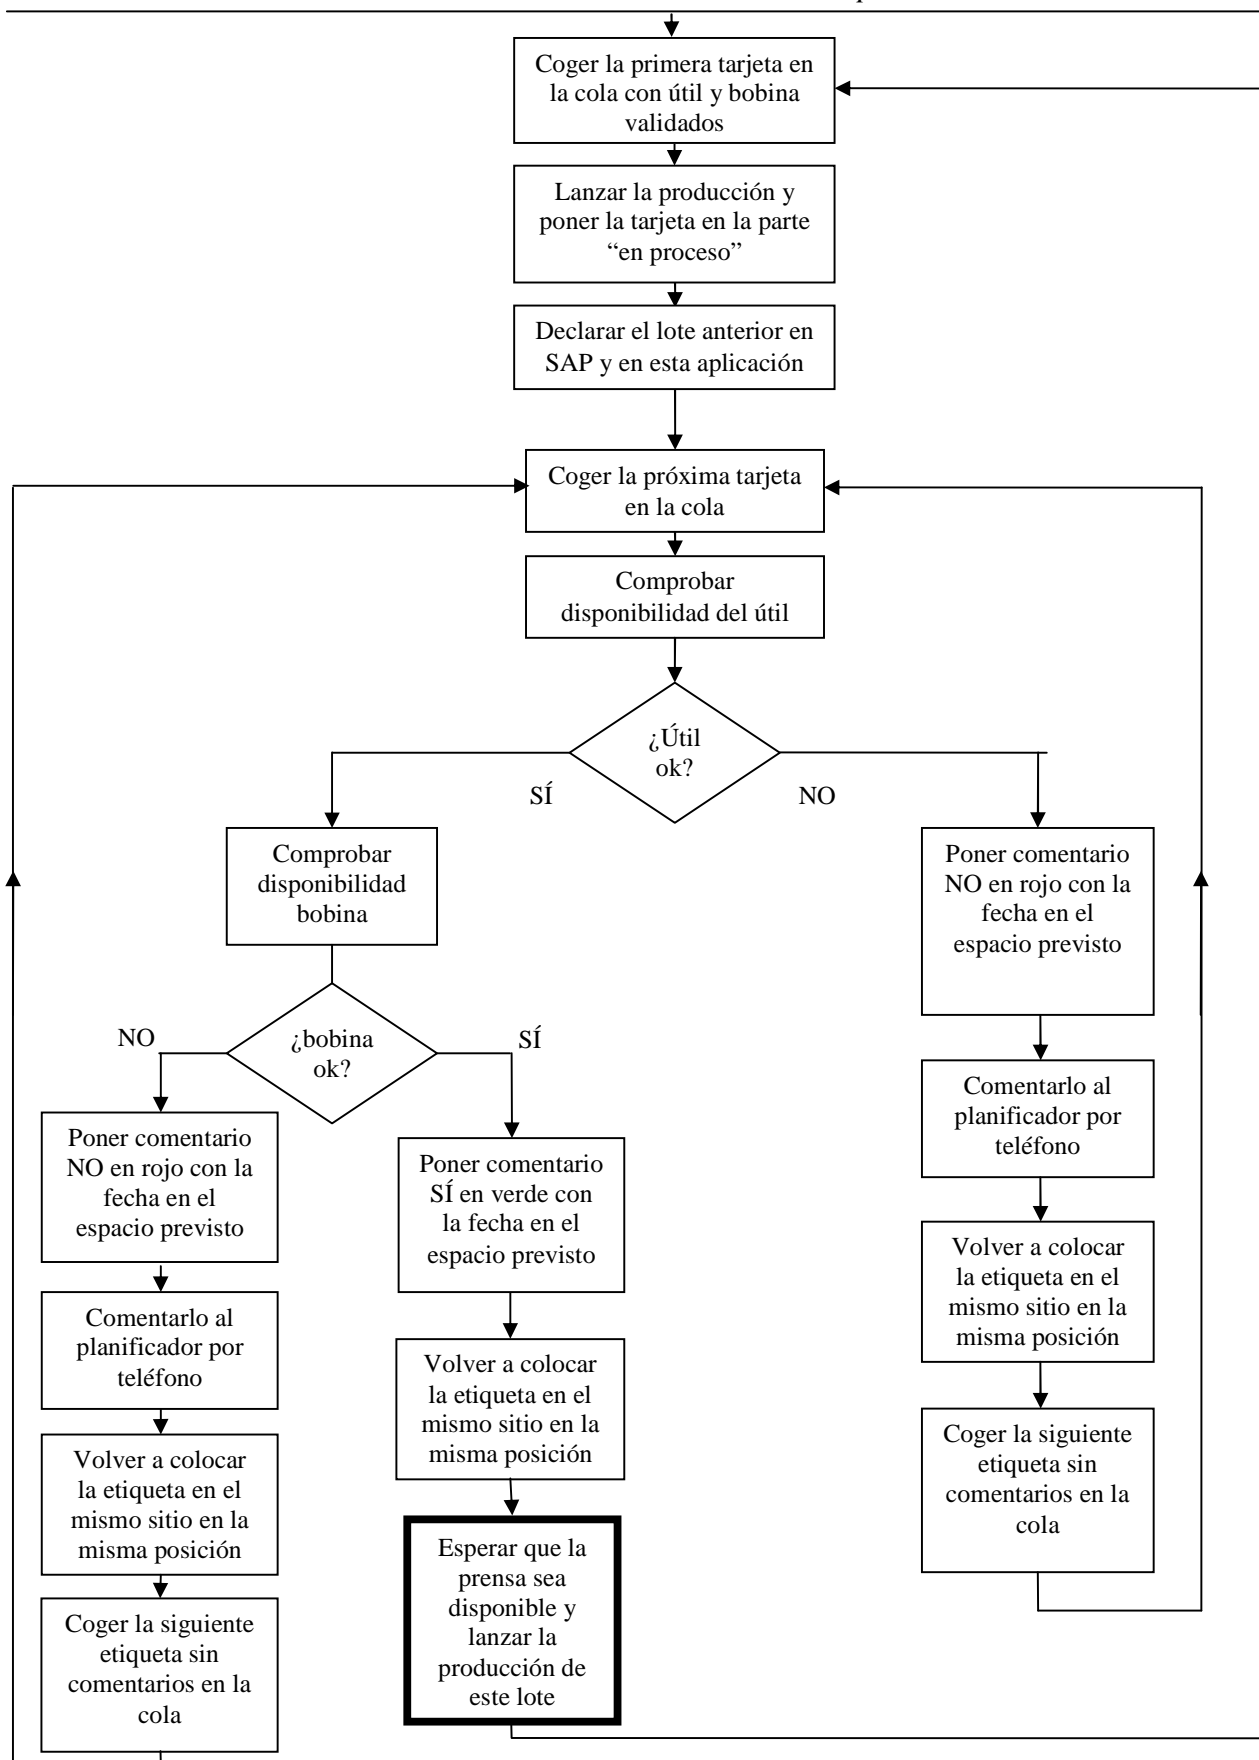 Coger la primera tarjeta en
la cola con útil y bobina
validados
Lanzar la producción y
poner la tarjeta en la parte
“en proceso”
Declarar el lote anterior en
SAP y en esta aplicación
Coger la próxima tarjeta
en la cola
Comprobar
disponibilidad del útil
¿Útil
ok?
SÍ
NO
Comprobar
disponibilidad
bobina
¿bobina
ok?
NO
SÍ
Poner comentario
NO en rojo con la
fecha en el
espacio previsto
Comentarlo al
planificador por
teléfono
Volver a colocar
la etiqueta en el
mismo sitio en la
misma posición
Coger la siguiente
etiqueta sin
comentarios en la
cola
Poner comentario
SÍ en verde con
la fecha en el
espacio previsto
Volver a colocar
la etiqueta en el
mismo sitio en la
misma posición
Esperar que la
prensa sea
disponible y
lanzar la
producción de
este lote
Poner comentario
NO en rojo con la
fecha en el
espacio previsto
Comentarlo al
planificador por
teléfono
Volver a colocar
la etiqueta en el
mismo sitio en la
misma posición
Coger la siguiente
etiqueta sin
comentarios en la
cola